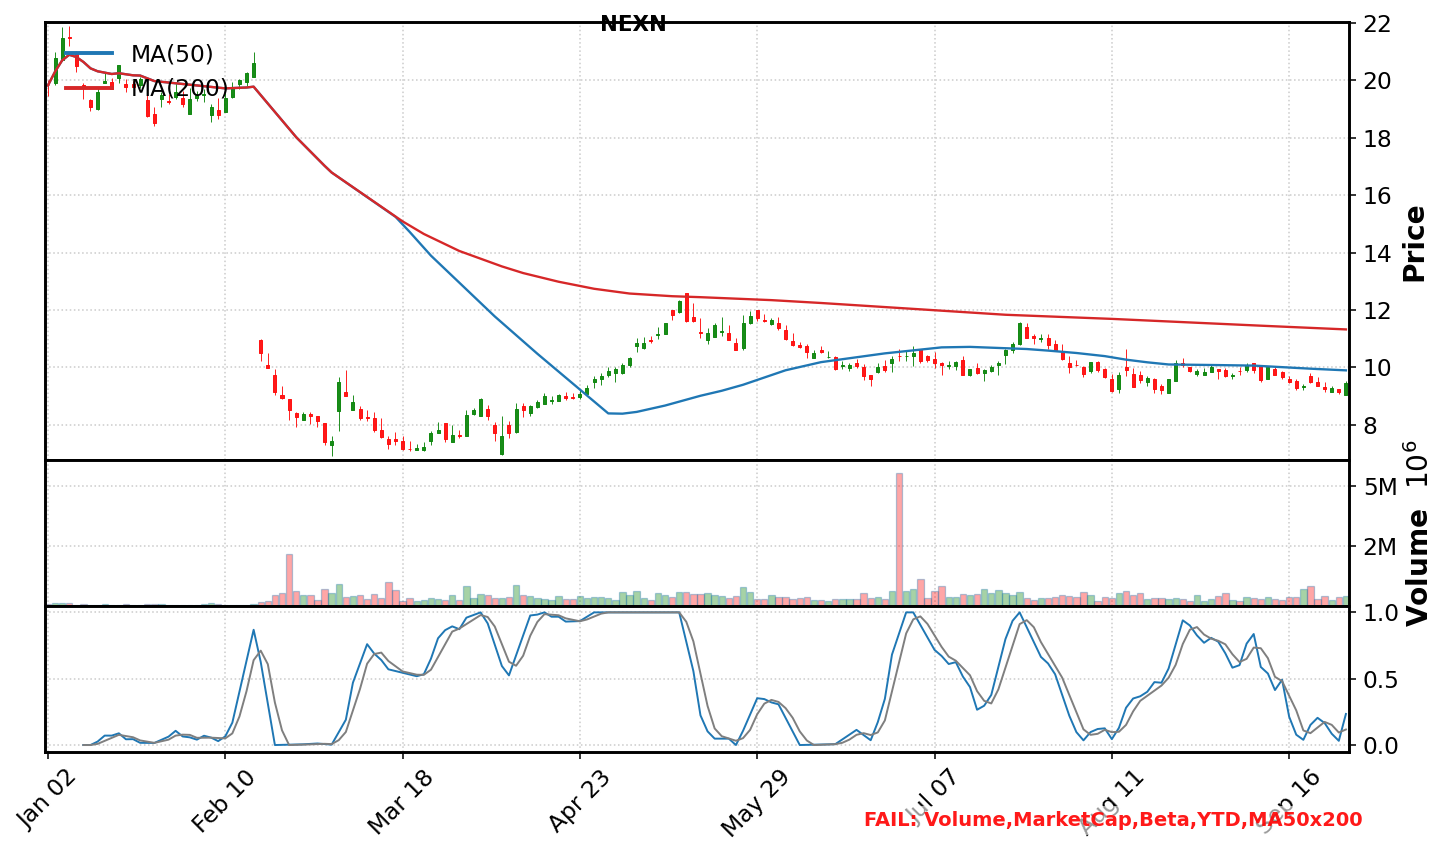 NEXN
MA(50)
MA(200)
22
20
18
16
14
12
10
8
Price
5M
2M
Volume 10^6
1.0
0.5
0.0
Jan 02
Feb 10
Mar 18
Apr 23
May 29
Jul 07
Aug 11
Sep 16
FAIL: Volume,MarketCap,Beta,YTD,MA50x200